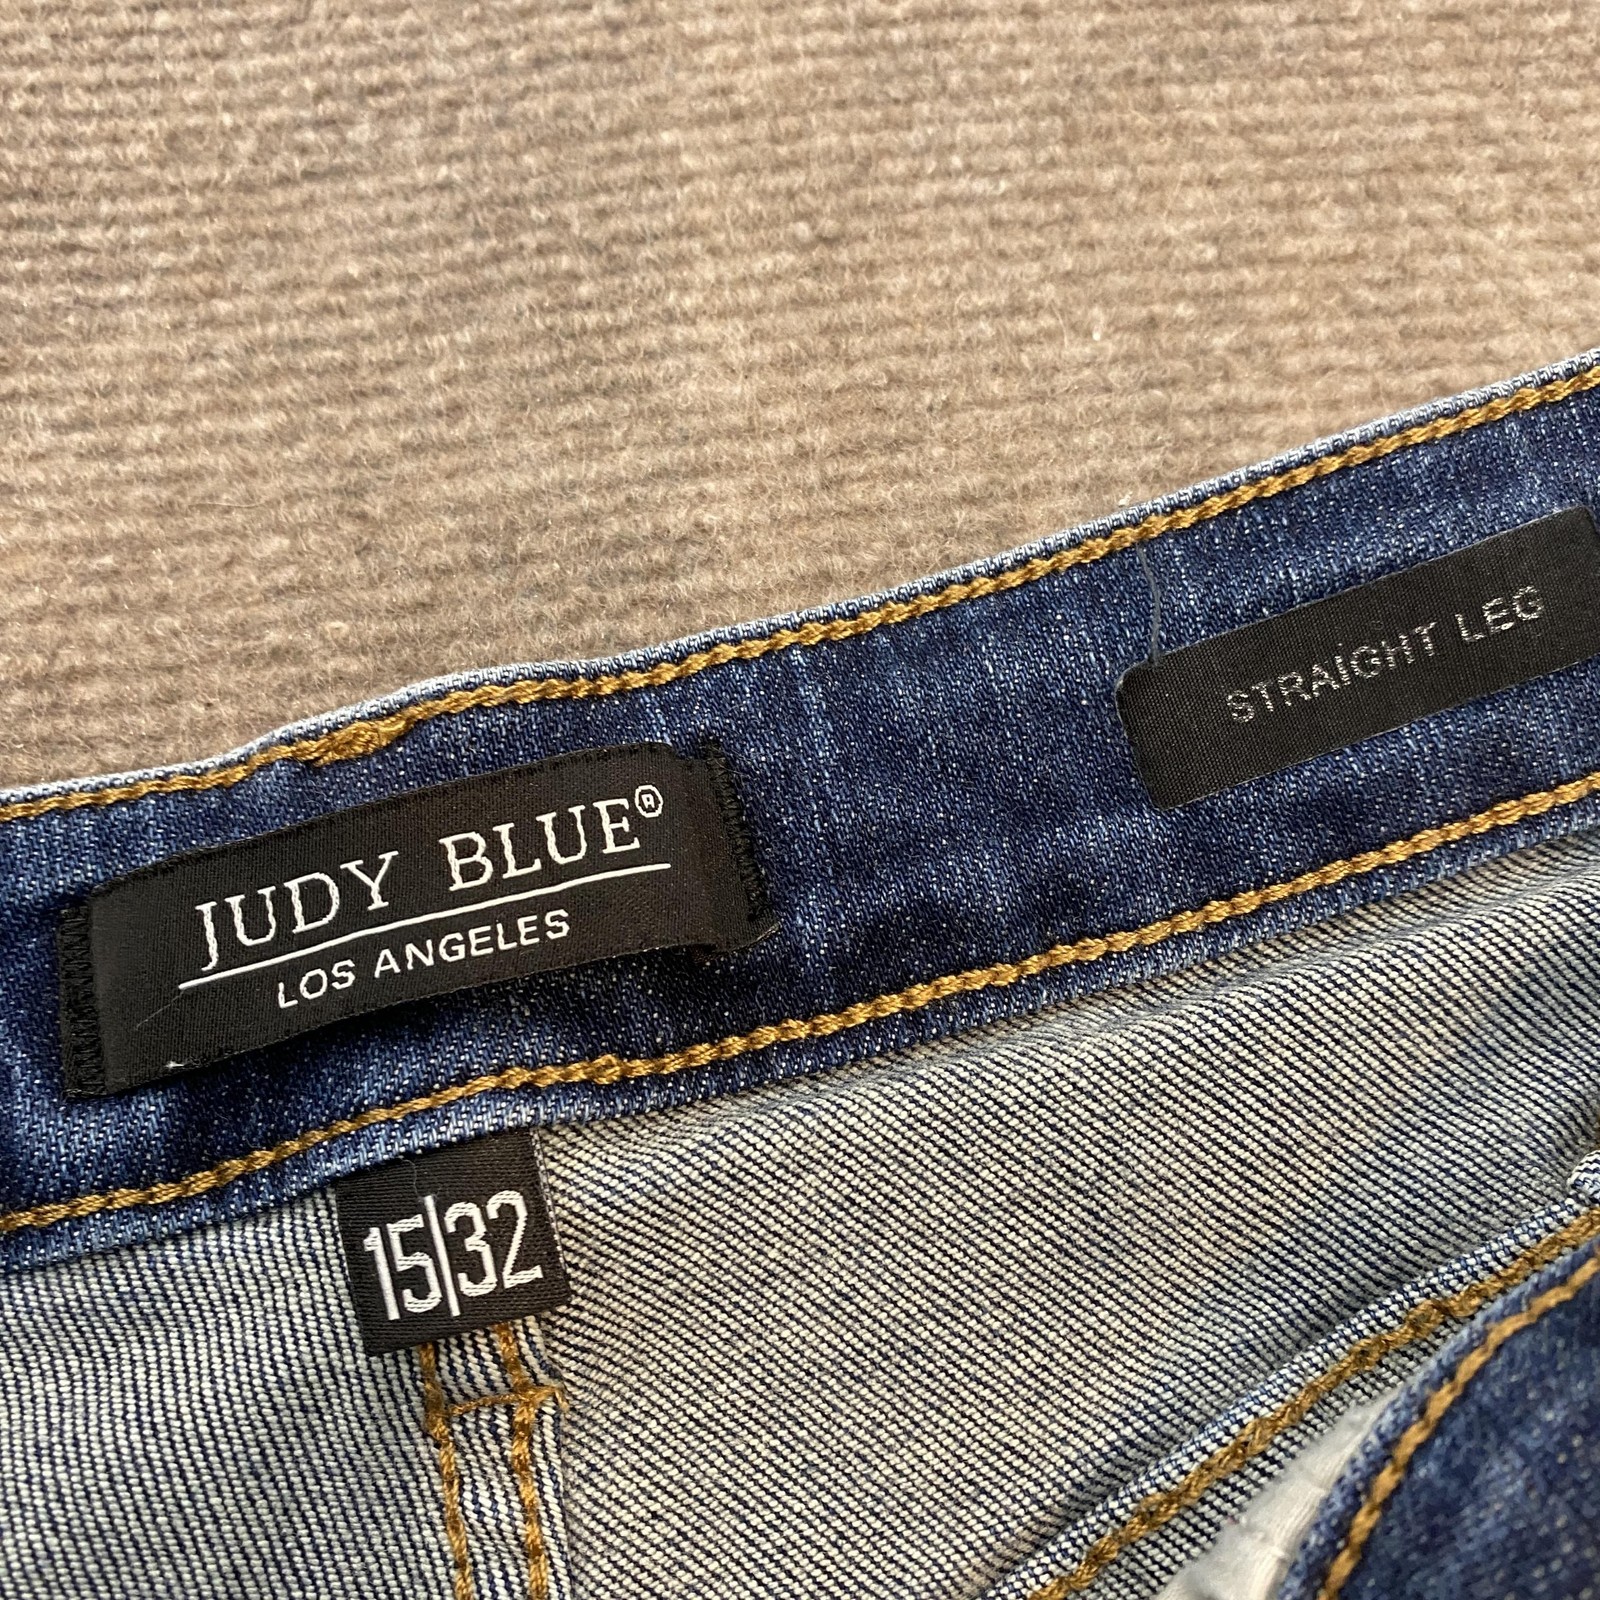 JUDY BLUE®
LOS ANGELES
STRAIGHT LEG
15|32